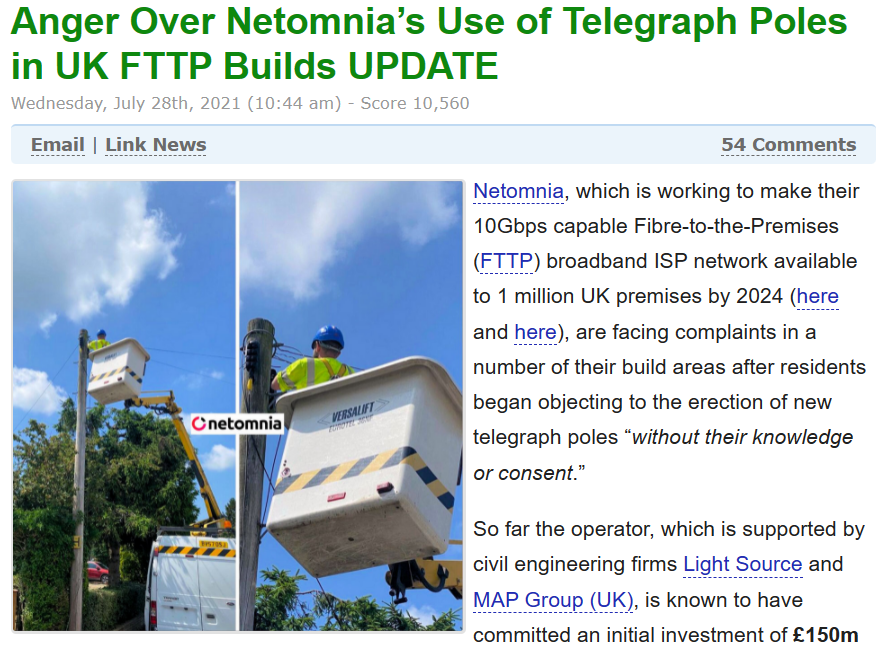 Anger Over Netomnia’s Use of Telegraph Poles
in UK FTTP Builds UPDATE
Wednesday, July 28th, 2021 (10:44 am) - Score 10,560
Email | Link News
54 Comments
netomnia
VERSALIFT
Netomnia, which is working to make their
10Gbps capable Fibre-to-the-Premises
(FTTP) broadband ISP network available
to 1 million UK premises by 2024 (here
and here), are facing complaints in a
number of their build areas after residents
began objecting to the erection of new
telegraph poles “without their knowledge
or consent.”
So far the operator, which is supported by
civil engineering firms Light Source and
MAP Group (UK), is known to have
committed an initial investment of £150m